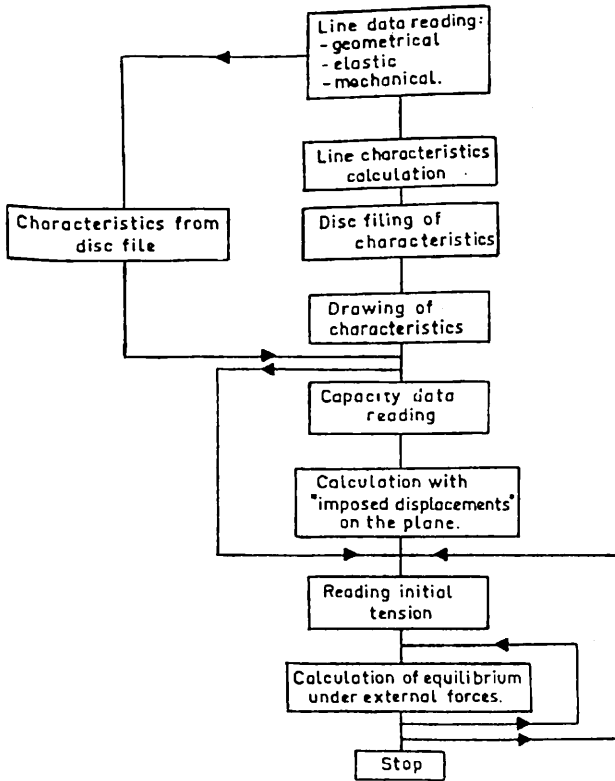 Line data reading:
- geometrical
- elastic
- mechanical.
Line characteristics
calculation
Characteristics from
disc file
Disc filing of
characteristics
Drawing of
characteristics
Capacity data
reading
Calculation with
"imposed displacements"
on the plane.
Reading initial
tension
Calculation of equilibrium
under external forces.
Stop